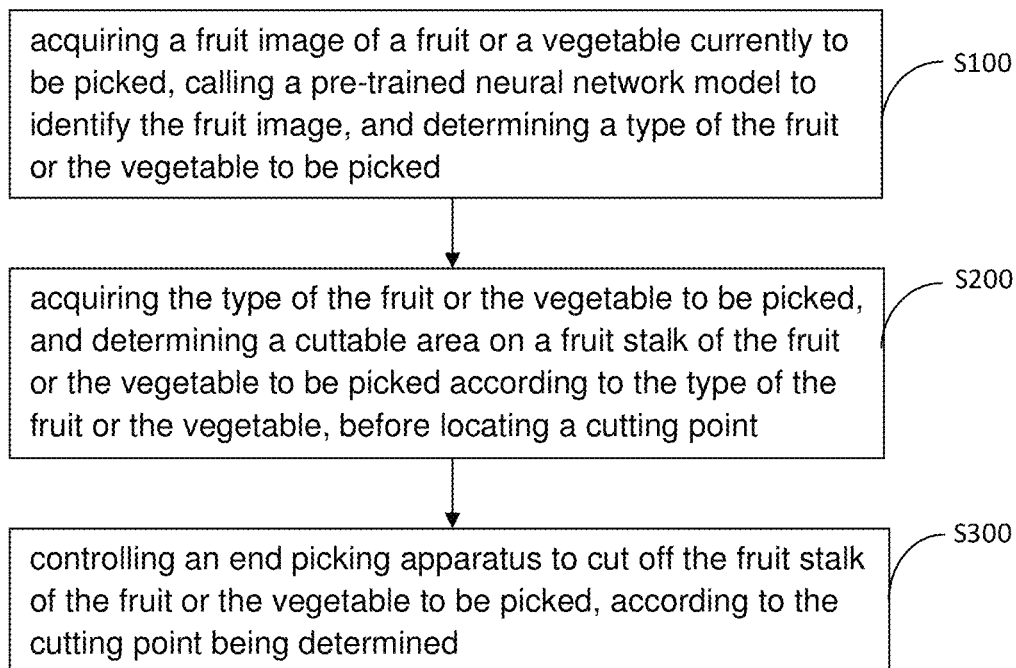 acquiring a fruit image of a fruit or a vegetable currently to
be picked, calling a pre-trained neural network model to
identify the fruit image, and determining a type of the fruit
or the vegetable to be picked
S100
acquiring the type of the fruit or the vegetable to be picked,
and determining a cuttable area on a fruit stalk of the fruit
or the vegetable to be picked according to the type of the
fruit or the vegetable, before locating a cutting point
S200
controlling an end picking apparatus to cut off the fruit stalk
of the fruit or the vegetable to be picked, according to the
cutting point being determined
S300